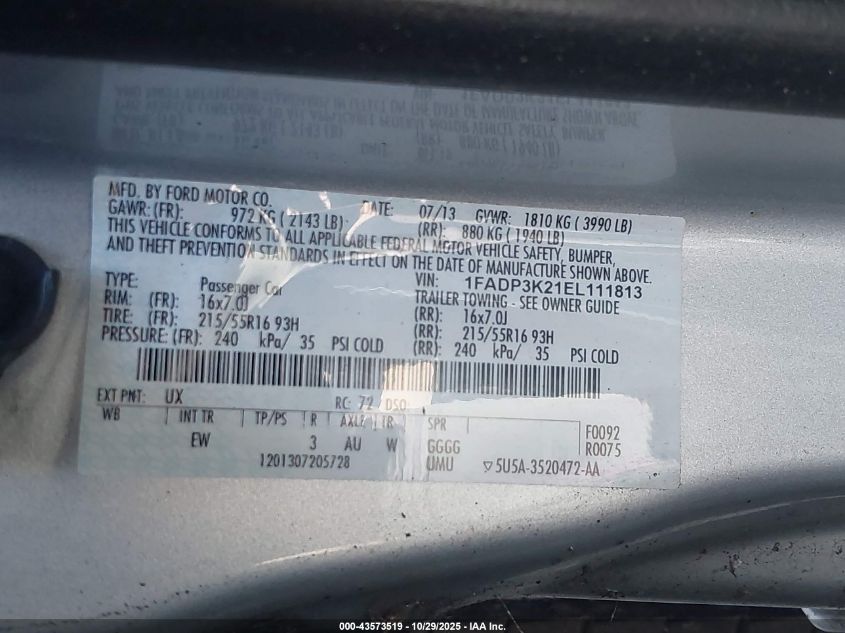 MFD. BY FORD MOTOR CO.
DATE: 07/13 GVWR: 1810 KG ( 3990 LB)
GAWR: (FR): 972 KG ( 2143 LB) (RR): 880 KG ( 1940 LB)
THIS VEHICLE CONFORMS TO ALL APPLICABLE FEDERAL MOTOR VEHICLE SAFETY, BUMPER,
AND THEFT PREVENTION STANDARDS IN EFFECT ON THE DATE OF MANUFACTURE SHOWN ABOVE.
VIN: 1FADP3K21EL111813
TYPE: Passenger Car TRAILER TOWING - SEE OWNER GUIDE
RIM: (FR): 16x7.0J (RR): 16x7.0J
TIRE: (FR): 215/55R16 93H (RR): 215/55R16 93H
PRESSURE: (FR): 240 kPa/ 35 PSI COLD (RR): 240 kPa/ 35 PSI COLD
EXT PNT: UX RC: 72 DSO:
WB INT TR TP/PS R AXLE TR SPR
EW 3 AU W GGGG F0092
UMU R0075
1201307205728 ▽5U5A-3520472-AA
000-43573519 - 10/29/2025 - IAA Inc.